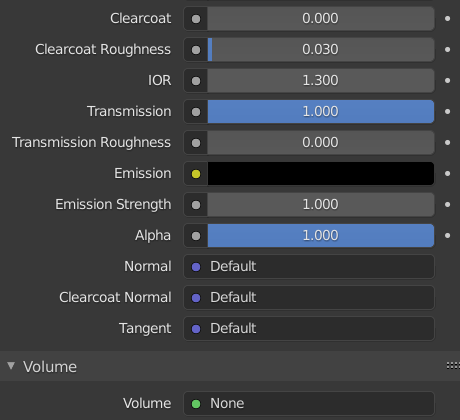 Clearcoat 0.000
Clearcoat Roughness 0.030
IOR 1.300
Transmission 1.000
Transmission Roughness 0.000
Emission
Emission Strength 1.000
Alpha 1.000
Normal Default
Clearcoat Normal Default
Tangent Default
Volume
Volume None